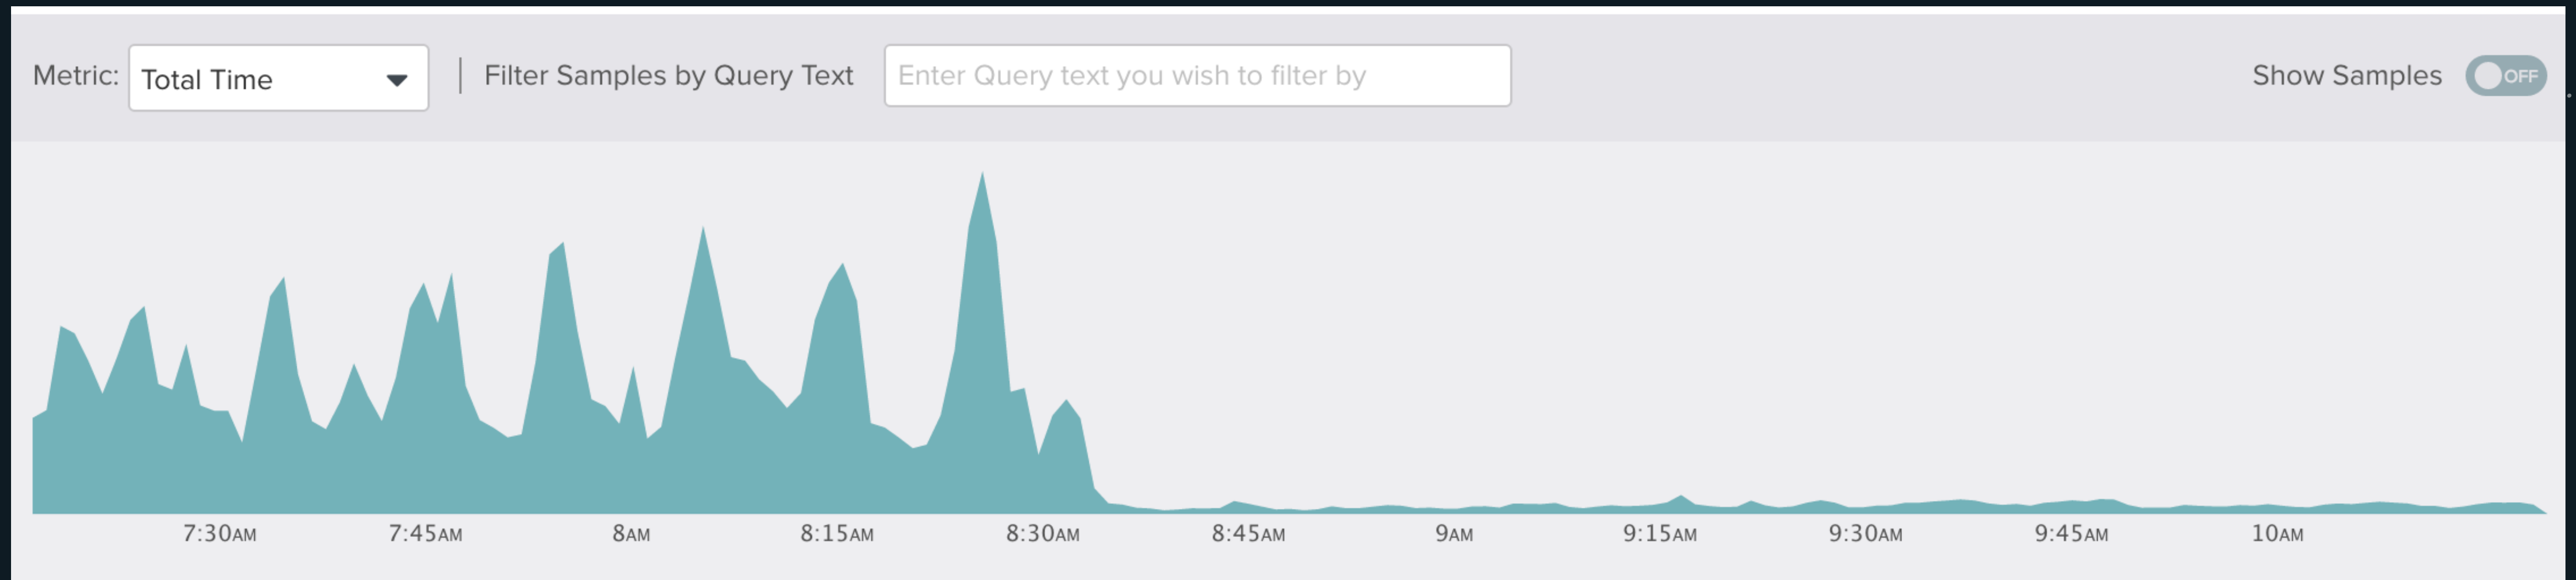 Metric: Total Time | Filter Samples by Query Text Enter Query text you wish to filter by Show Samples OFF
7:30AM 7:45AM 8AM 8:15AM 8:30AM 8:45AM 9AM 9:15AM 9:30AM 9:45AM 10AM